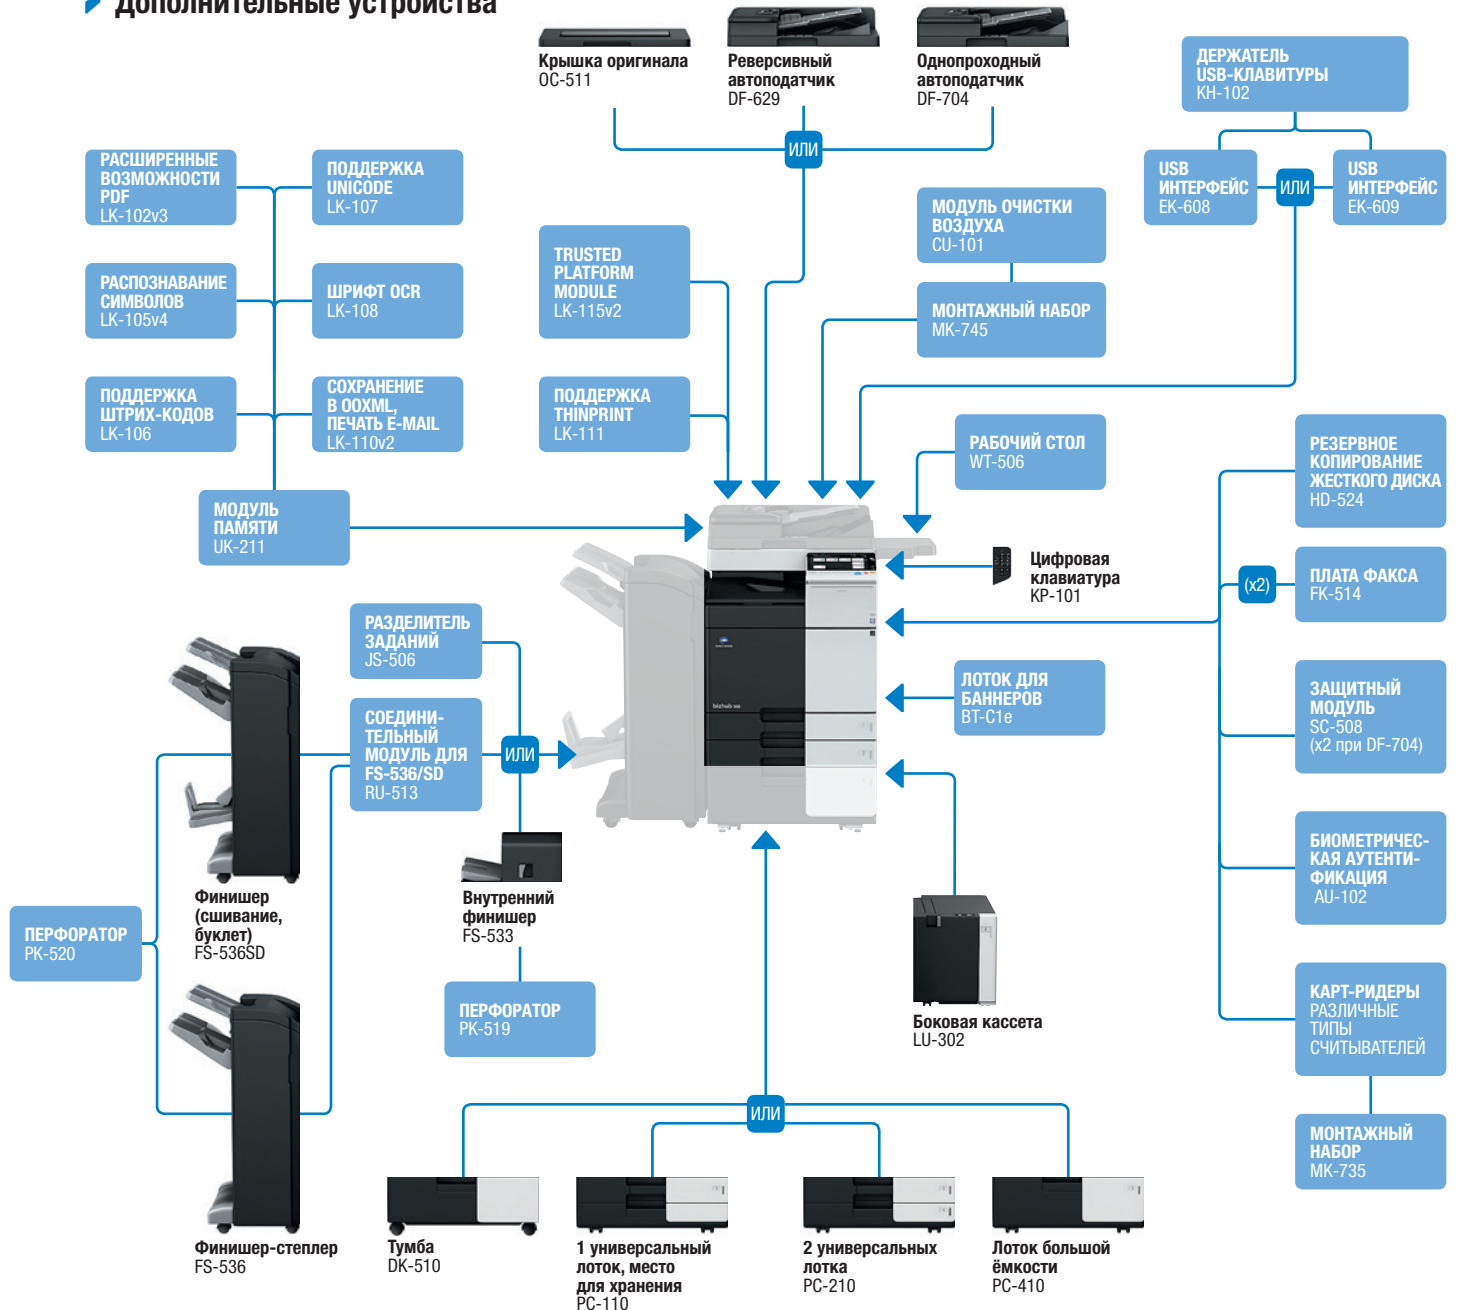 Дополнительные устройства
Крышка оригинала
OC-511
Реверсивный
автоподатчик
DF-629
Однопроходный
автоподатчик
DF-704
ДЕРЖАТЕЛЬ
USB-КЛАВИТУРЫ
KH-102
ИЛИ
USB
ИНТЕРФЕЙС
EK-608
ИЛИ
USB
ИНТЕРФЕЙС
EK-609
РАСШИРЕННЫЕ
ВОЗМОЖНОСТИ
PDF
LK-102v3
ПОДДЕРЖКА
UNICODE
LK-107
РАСПОЗНАВАНИЕ
СИМВОЛОВ
LK-105v4
ШРИФТ OCR
LK-108
ПОДДЕРЖКА
ШТРИХ-КОДОВ
LK-106
СОХРАНЕНИЕ
В OOXML,
ПЕЧАТЬ E-MAIL
LK-110v2
МОДУЛЬ
ПАМЯТИ
UK-211
TRUSTED
PLATFORM
MODULE
LK-115v2
ПОДДЕРЖКА
THINPRINT
LK-111
МОДУЛЬ ОЧИСТКИ
ВОЗДУХА
CU-101
МОНТАЖНЫЙ НАБОР
MK-745
РАБОЧИЙ СТОЛ
WT-506
Цифровая
клавиатура
KP-101
РЕЗЕРВНОЕ
КОПИРОВАНИЕ
ЖЕСТКОГО ДИСКА
HD-524
(x2)
ПЛАТА ФАКСА
FK-514
ЗАЩИТНЫЙ
МОДУЛЬ
SC-508
(x2 при DF-704)
БИОМЕТРИЧЕС-
КАЯ АУТЕНТИ-
ФИКАЦИЯ
AU-102
КАРТ-РИДЕРЫ
РАЗЛИЧНЫЕ
ТИПЫ
СЧИТЫВАТЕЛЕЙ
МОНТАЖНЫЙ
НАБОР
MK-735
ЛОТОК ДЛЯ
БАННЕРОВ
BT-C1e
Боковая кассета
LU-302
РАЗДЕЛИТЕЛЬ
ЗАДАНИЙ
JS-506
СОЕДИНИ-
ТЕЛЬНЫЙ
МОДУЛЬ ДЛЯ
FS-536/SD
RU-513
ИЛИ
bizhub
Внутренний
финишер
FS-533
ПЕРФОРАТОР
PK-519
Финишер
(сшивание,
буклет)
FS-536SD
ПЕРФОРАТОР
PK-520
Финишер-степлер
FS-536
ИЛИ
Тумба
DK-510
1 универсальный
лоток, место
для хранения
PC-110
2 универсальных
лотка
PC-210
Лоток большой
ёмкости
PC-410